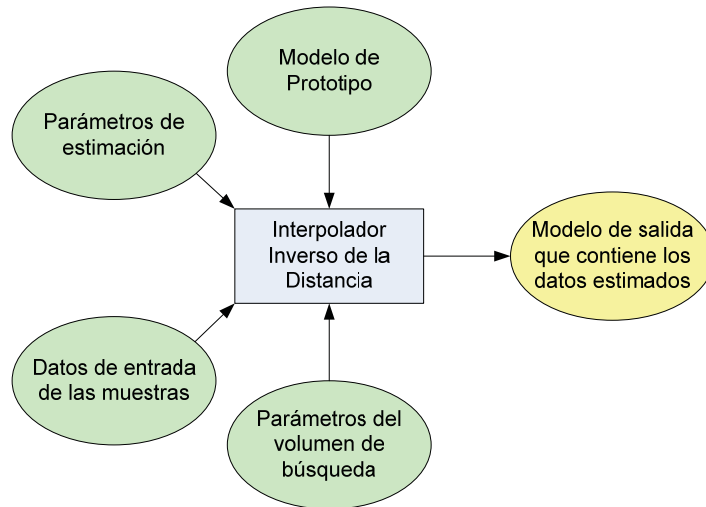 Modelo de
Prototipo
Parámetros de
estimación
Interpolador
Inverso de la
Distancia
Modelo de salida
que contiene los
datos estimados
Datos de entrada
de las muestras
Parámetros del
volumen de
búsqueda